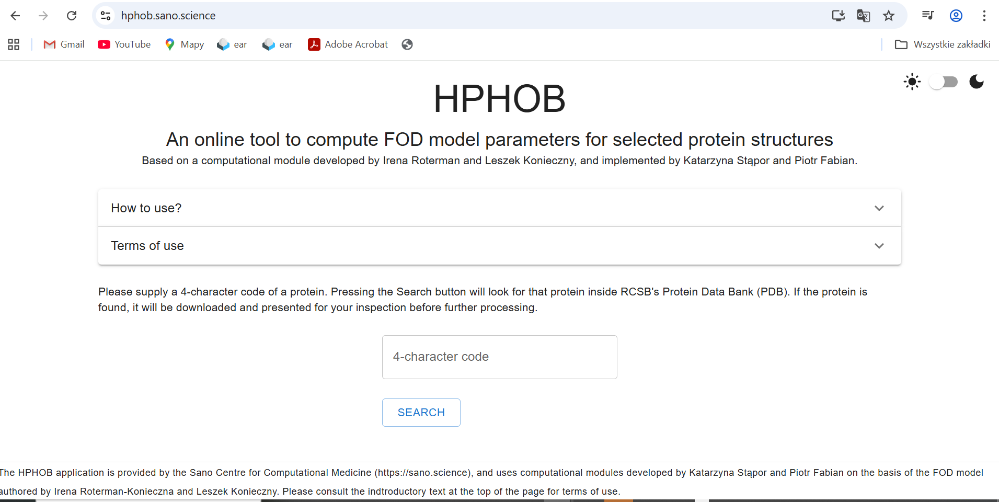 hphob.sano.science
Gmail YouTube Mapy ear ear Adobe Acrobat Wszystkie zakładki
HPHOB
An online tool to compute FOD model parameters for selected protein structures
Based on a computational module developed by Irena Roterman and Leszek Konieczny, and implemented by Katarzyna Stąpor and Piotr Fabian.
How to use?
Terms of use
Please supply a 4-character code of a protein. Pressing the Search button will look for that protein inside RCSB's Protein Data Bank (PDB). If the protein is
found, it will be downloaded and presented for your inspection before further processing.
4-character code
SEARCH
The HPHOB application is provided by the Sano Centre for Computational Medicine (https://sano.science), and uses computational modules developed by Katarzyna Stąpor and Piotr Fabian on the basis of the FOD model
authored by Irena Roterman-Konieczna and Leszek Konieczny. Please consult the indtroductory text at the top of the page for terms of use.